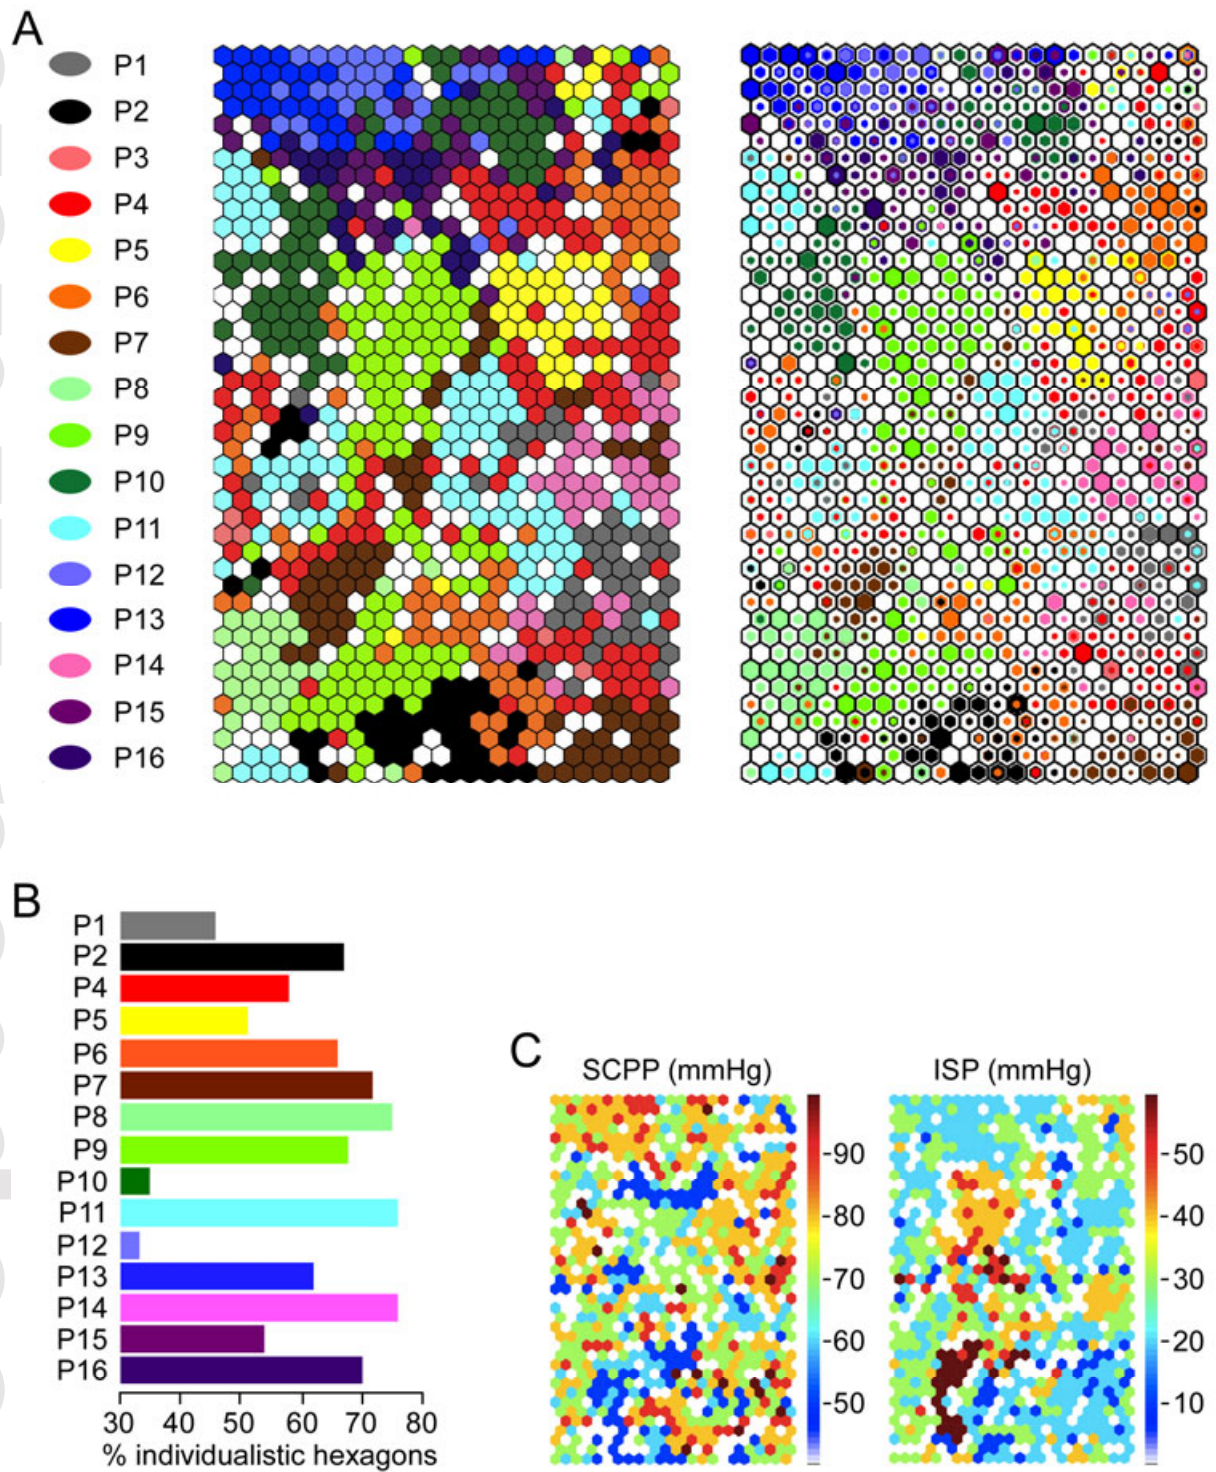 A
P1
P2
P3
P4
P5
P6
P7
P8
P9
P10
P11
P12
P13
P14
P15
P16
B
P1
P2
P4
P5
P6
P7
P8
P9
P10
P11
P12
P13
P14
P15
P16
30 40 50 60 70 80
% individualistic hexagons
C
SCPP (mmHg)
-90
-80
-70
-60
-50
ISP (mmHg)
-50
-40
-30
-20
-10